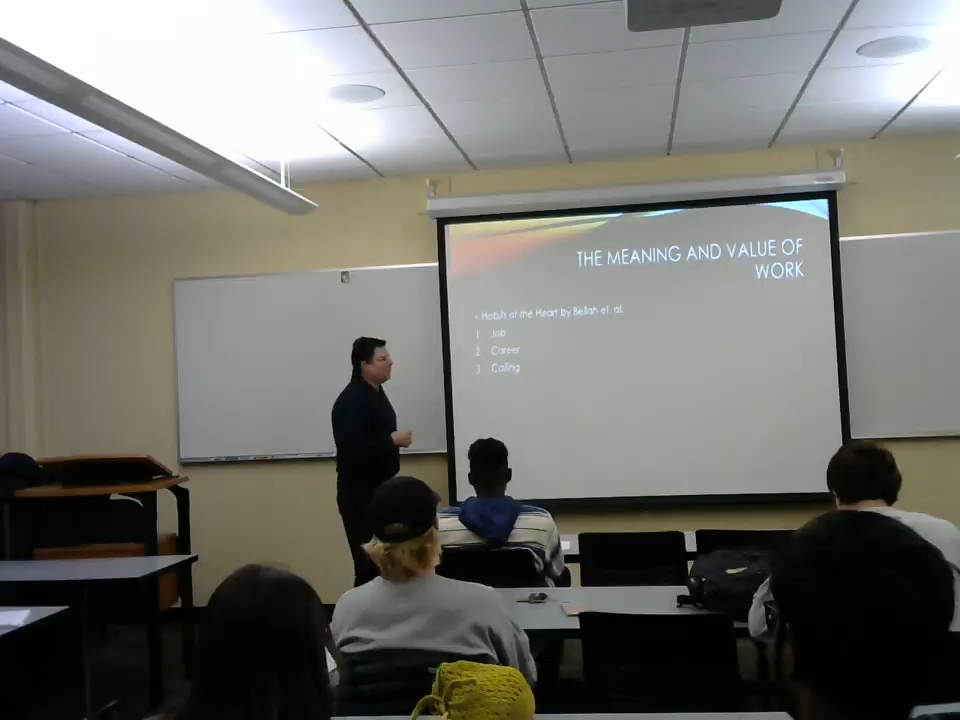 THE MEANING AND VALUE OF
WORK
• Habits of the Heart by Bellah et. al.
1. Job
2. Career
3. Calling